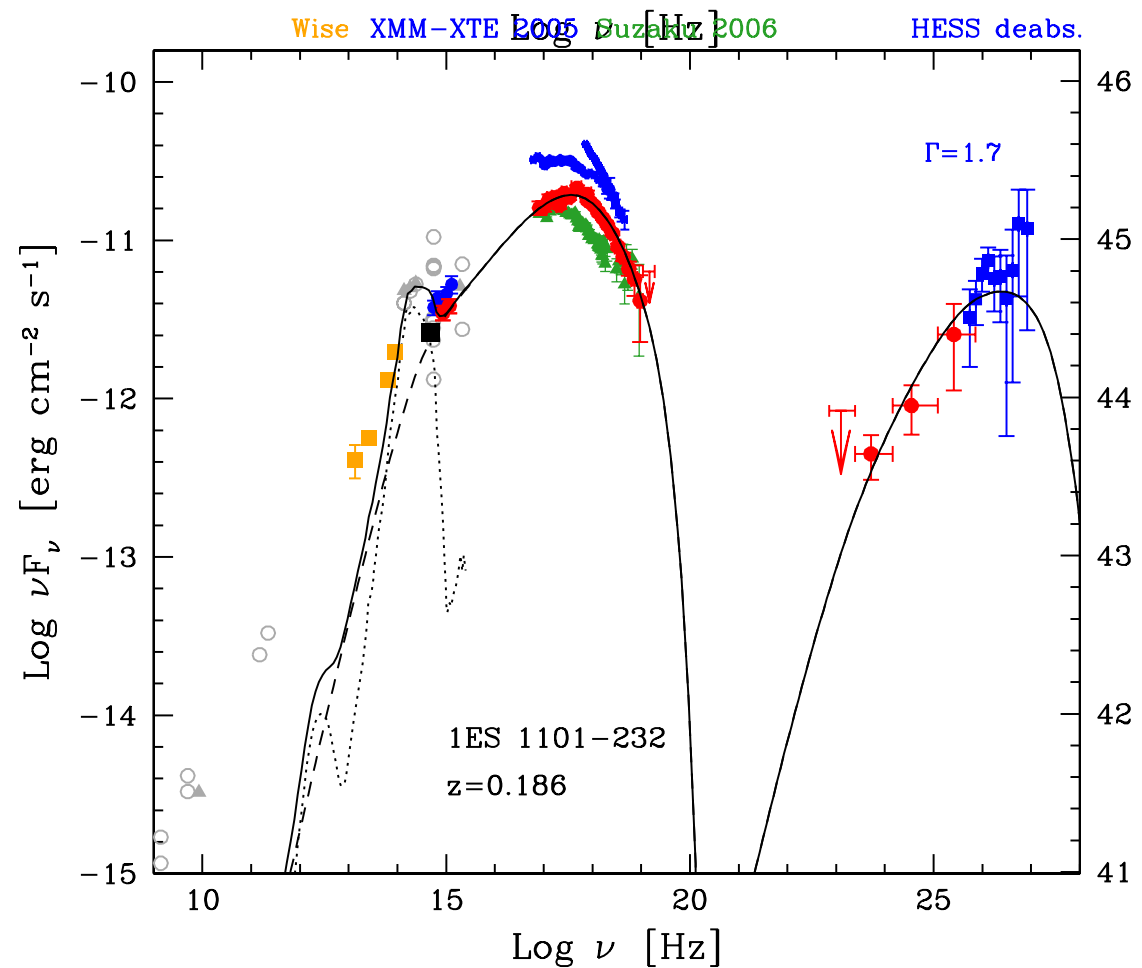 Log ν [Hz]
Wise XMM−XTE 2005 Suzaku 2006 HESS deabs.
−10 46
Γ=1.7
−11 45
−12 44
−13 43
−14 42
1ES 1101−232
z=0.186
−15 41
10 15 20 25
Log ν [Hz]
Log νFν [erg cm−2 s−1]